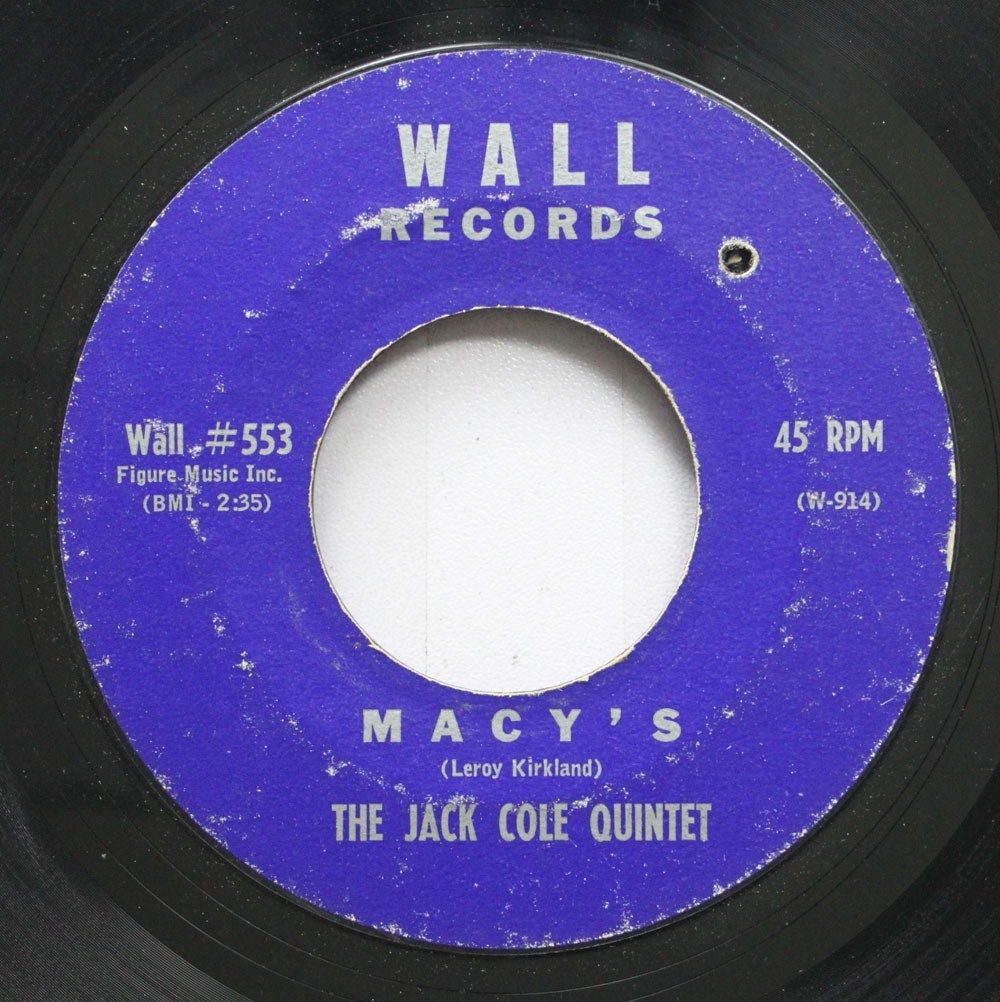 WALL
RECORDS
Wall #553
Figure Music Inc.
(BMI - 2:35)
45 RPM
(W-914)
MACY'S
(Leroy Kirkland)
THE JACK COLE QUINTET